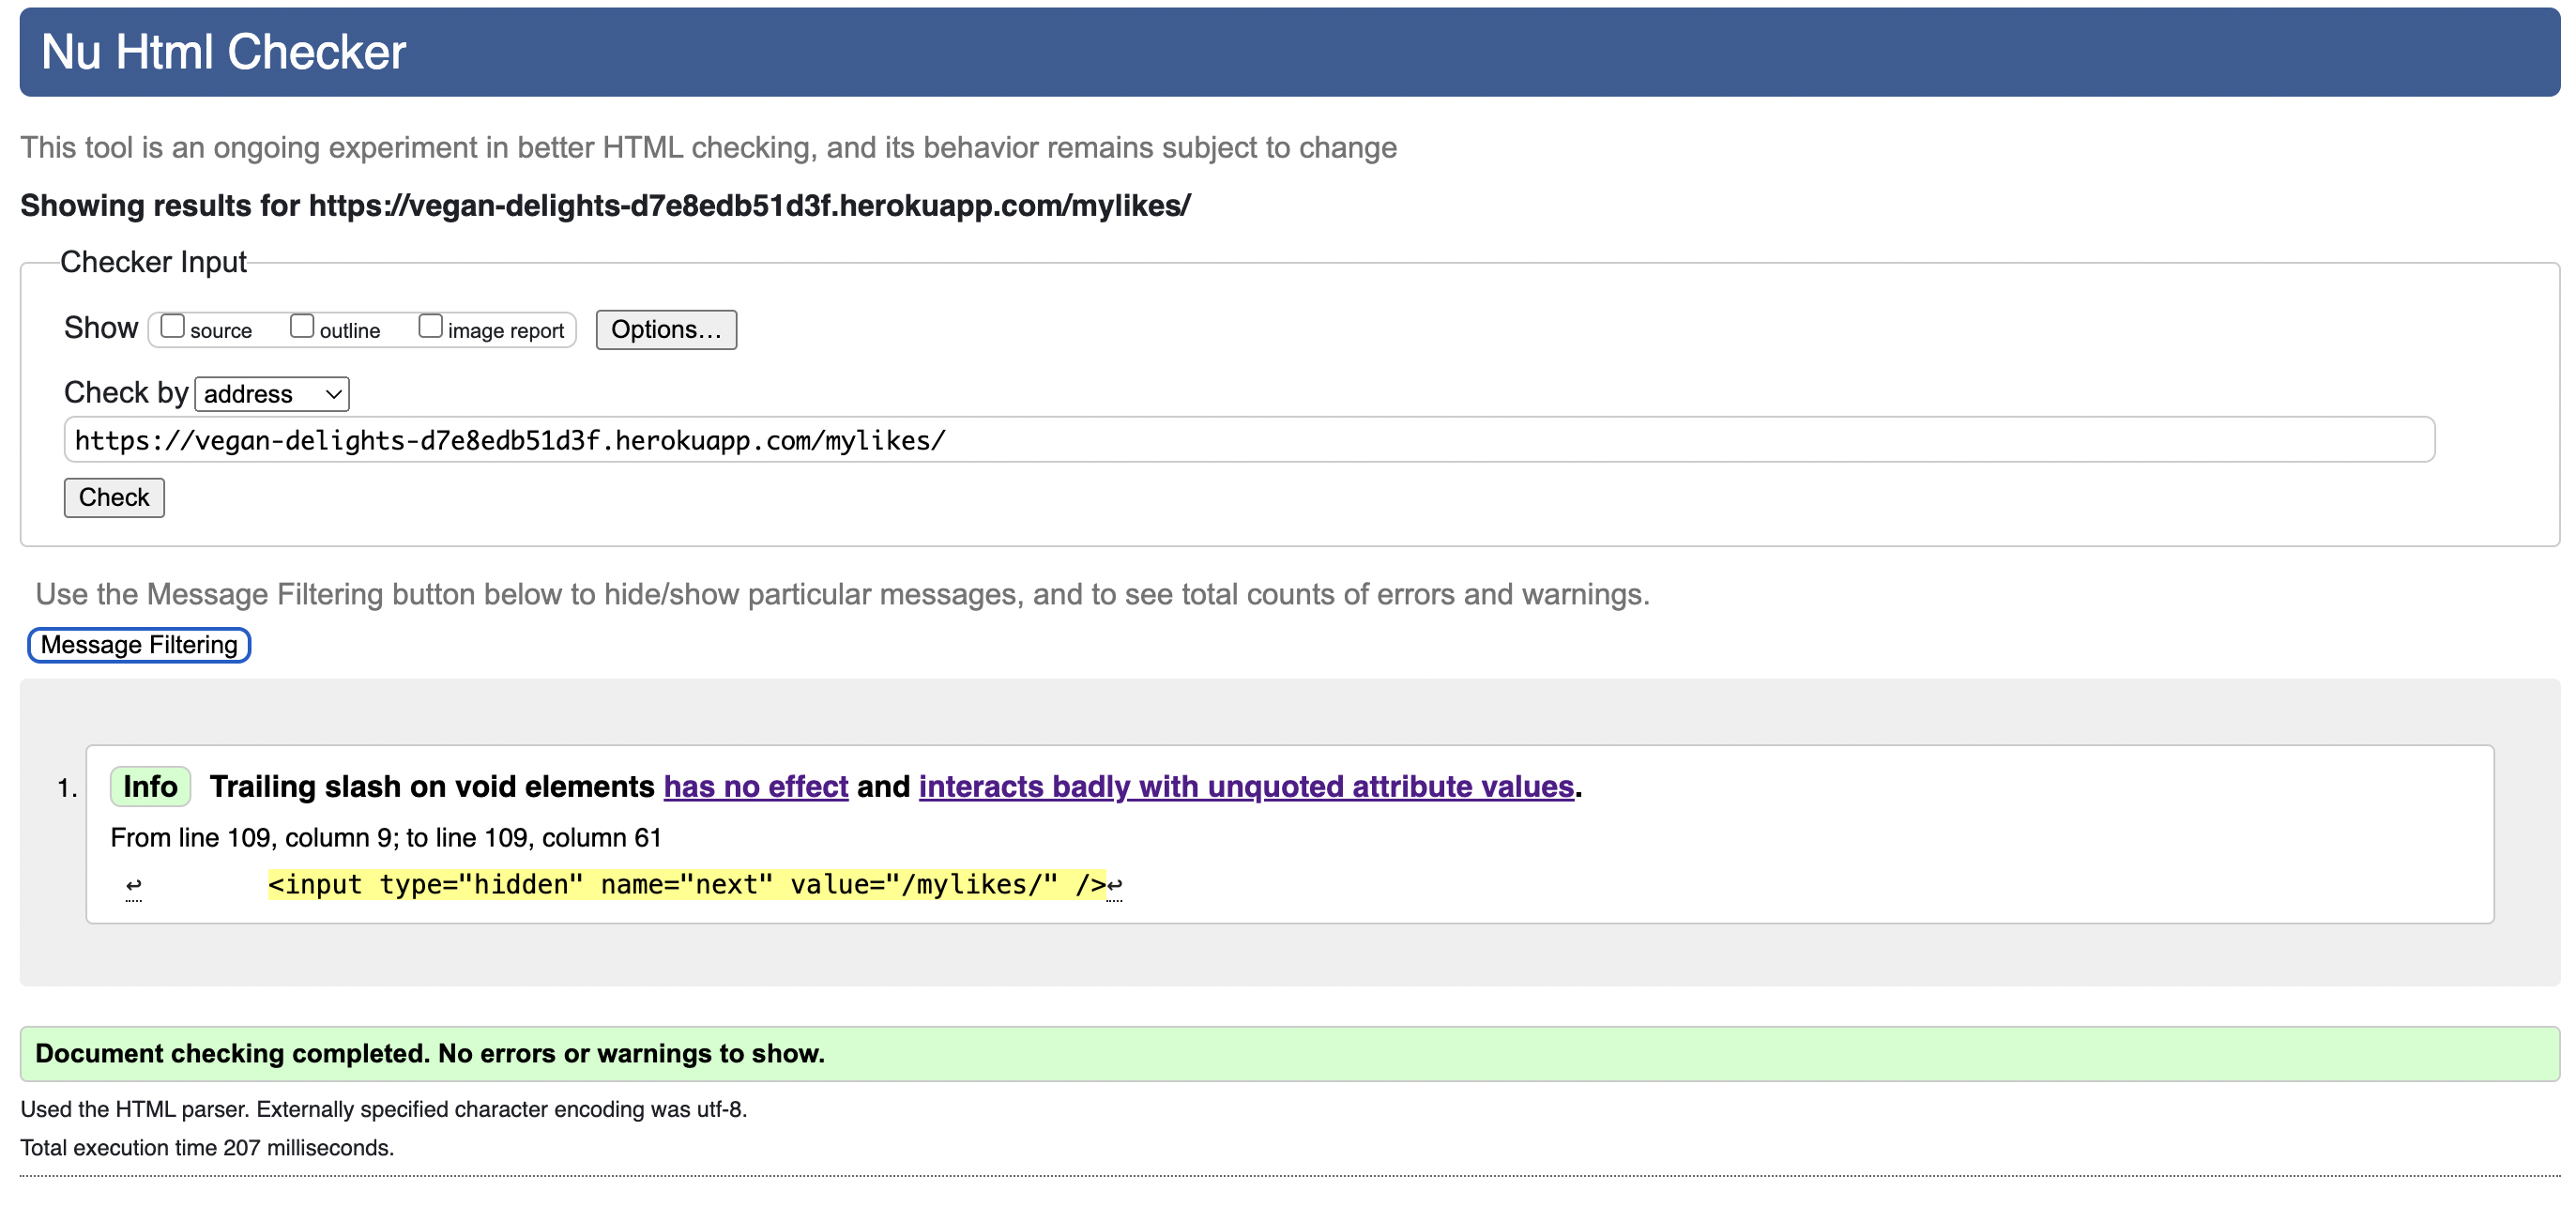 Nu Html Checker
This tool is an ongoing experiment in better HTML checking, and its behavior remains subject to change
Showing results for https://vegan-delights-d7e8edb51d3f.herokuapp.com/mylikes/
Checker Input
Show source outline image report Options...
Check by address
https://vegan-delights-d7e8edb51d3f.herokuapp.com/mylikes/
Check
Use the Message Filtering button below to hide/show particular messages, and to see total counts of errors and warnings.
Message Filtering
1. Info Trailing slash on void elements has no effect and interacts badly with unquoted attribute values.
From line 109, column 9; to line 109, column 61
↩ <input type="hidden" name="next" value="/mylikes/" />↩
Document checking completed. No errors or warnings to show.
Used the HTML parser. Externally specified character encoding was utf-8.
Total execution time 207 milliseconds.